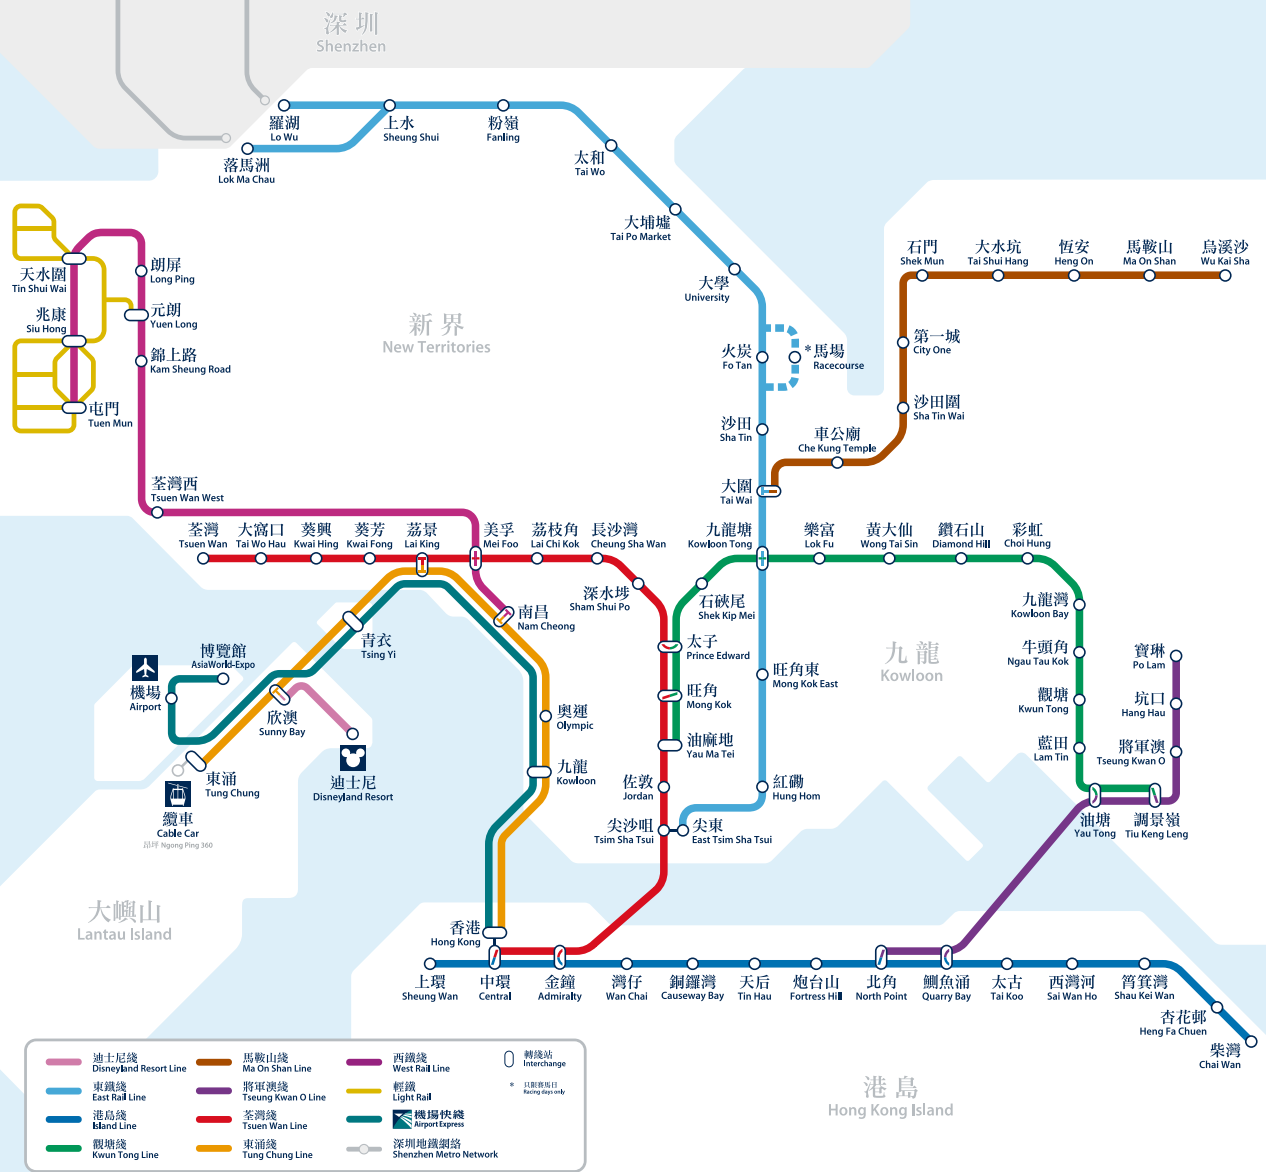 深圳
Shenzhen
羅湖
Lo Wu
上水
Sheung Shui
粉嶺
Fanling
落馬洲
Lok Ma Chau
太和
Tai Wo
大埔墟
Tai Po Market
大學
University
天水圍
Tin Shui Wai
朗屏
Long Ping
兆康
Siu Hong
元朗
Yuen Long
錦上路
Kam Sheung Road
屯門
Tuen Mun
新界
New Territories
火炭
Fo Tan
*馬場
Racecourse
沙田
Sha Tin
大圍
Tai Wai
車公廟
Che Kung Temple
沙田圍
Sha Tin Wai
第一城
City One
石門
Shek Mun
大水坑
Tai Shui Hang
恆安
Heng On
馬鞍山
Ma On Shan
烏溪沙
Wu Kai Sha
荃灣西
Tsuen Wan West
荃灣
Tsuen Wan
大窩口
Tai Wo Hau
葵興
Kwai Hing
葵芳
Kwai Fong
荔景
Lai King
美孚
Mei Foo
荔枝角
Lai Chi Kok
長沙灣
Cheung Sha Wan
九龍塘
Kowloon Tong
樂富
Lok Fu
黃大仙
Wong Tai Sin
鑽石山
Diamond Hill
彩虹
Choi Hung
深水埗
Sham Shui Po
石硤尾
Shek Kip Mei
九龍灣
Kowloon Bay
南昌
Nam Cheong
青衣
Tsing Yi
太子
Prince Edward
牛頭角
Ngau Tau Kok
寶琳
Po Lam
博覽館
AsiaWorld-Expo
機場
Airport
旺角東
Mong Kok East
九龍
Kowloon
旺角
Mong Kok
觀塘
Kwun Tong
坑口
Hang Hau
欣澳
Sunny Bay
奧運
Olympic
油麻地
Yau Ma Tei
藍田
Lam Tin
將軍澳
Tseung Kwan O
東涌
Tung Chung
迪士尼
Disneyland Resort
九龍
Kowloon
佐敦
Jordan
紅磡
Hung Hom
纜車
Cable Car
昂坪 Ngong Ping 360
尖沙咀
Tsim Sha Tsui
尖東
East Tsim Sha Tsui
油塘
Yau Tong
調景嶺
Tiu Keng Leng
大嶼山
Lantau Island
香港
Hong Kong
上環
Sheung Wan
中環
Central
金鐘
Admiralty
灣仔
Wan Chai
銅鑼灣
Causeway Bay
天后
Tin Hau
炮台山
Fortress Hill
北角
North Point
鰂魚涌
Quarry Bay
太古
Tai Koo
西灣河
Sai Wan Ho
筲箕灣
Shau Kei Wan
杏花邨
Heng Fa Chuen
柴灣
Chai Wan
港島
Hong Kong Island
迪士尼綫
Disneyland Resort Line
東鐵綫
East Rail Line
港島綫
Island Line
觀塘綫
Kwun Tong Line
馬鞍山綫
Ma On Shan Line
將軍澳綫
Tseung Kwan O Line
荃灣綫
Tsuen Wan Line
東涌綫
Tung Chung Line
西鐵綫
West Rail Line
輕鐵
Light Rail
機場快綫
Airport Express
深圳地鐵網絡
Shenzhen Metro Network
轉綫站
Interchange
* 只限賽馬日
Racing days only